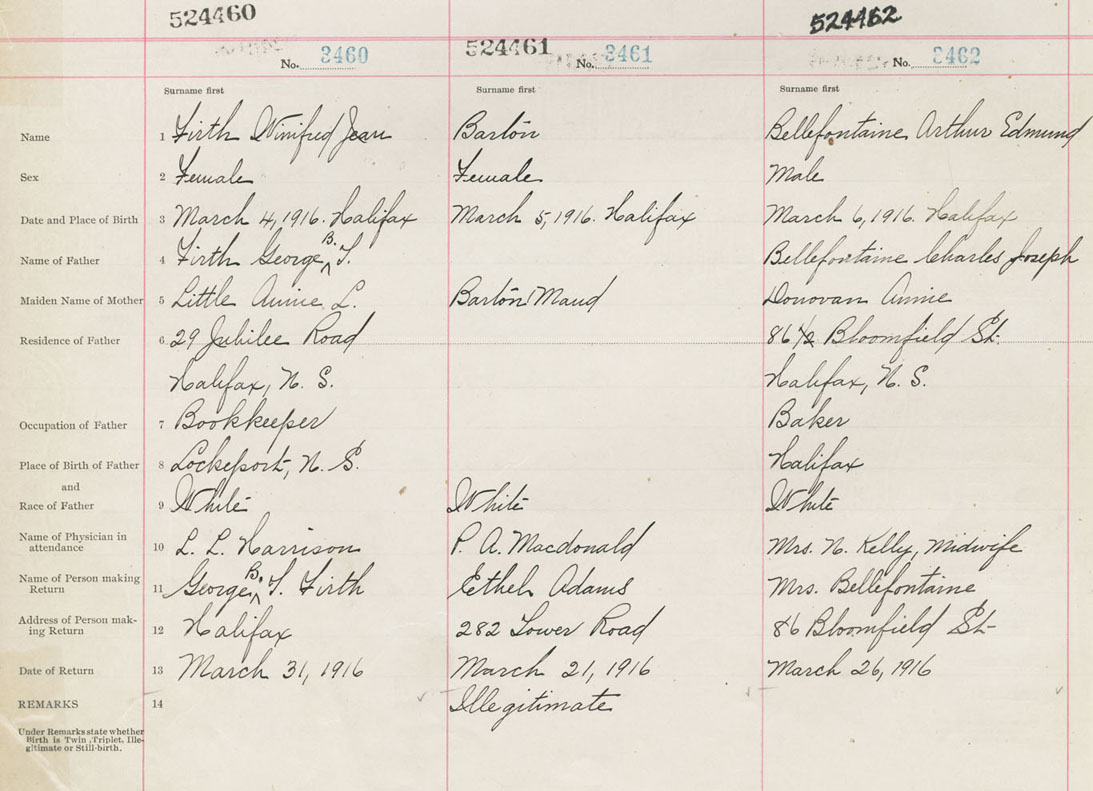 524460
524461
524462
No. 3460
No. 3461
No. 3462
Surname first
Surname first
Surname first
Name 1 Firth Winifred Jean Barton Bellefontaine Arthur Edmund
Sex 2 Female Female Male
Date and Place of Birth 3 March 4, 1916. Halifax March 5, 1916. Halifax March 6, 1916. Halifax
Name of Father 4 Firth George B. T. Bellefontaine Charles Joseph
Maiden Name of Mother 5 Little Annie L. Barton Maud Donovan Annie
Residence of Father 6 29 Jubilee Road 86 1/2 Bloomfield St.
Halifax, N. S. Halifax, N. S.
Occupation of Father 7 Bookkeeper Baker
Place of Birth of Father 8 Lockeport, N. S. Halifax
and
Race of Father 9 White White White
Name of Physician in
attendance 10 L. L. Harrison P. A. Macdonald Mrs. N. Kelly, Midwife
Name of Person making
Return 11 George B. T. Firth Ethel Adams Mrs. Bellefontaine
Address of Person mak-
ing Return 12 Halifax 282 Lower Road 86 Bloomfield St-
Date of Return 13 March 31, 1916 March 21, 1916 March 26, 1916
REMARKS 14 Illegitimate
Under Remarks state whether
Birth is Twin, Triplet, Ille-
gitimate or Still-birth.